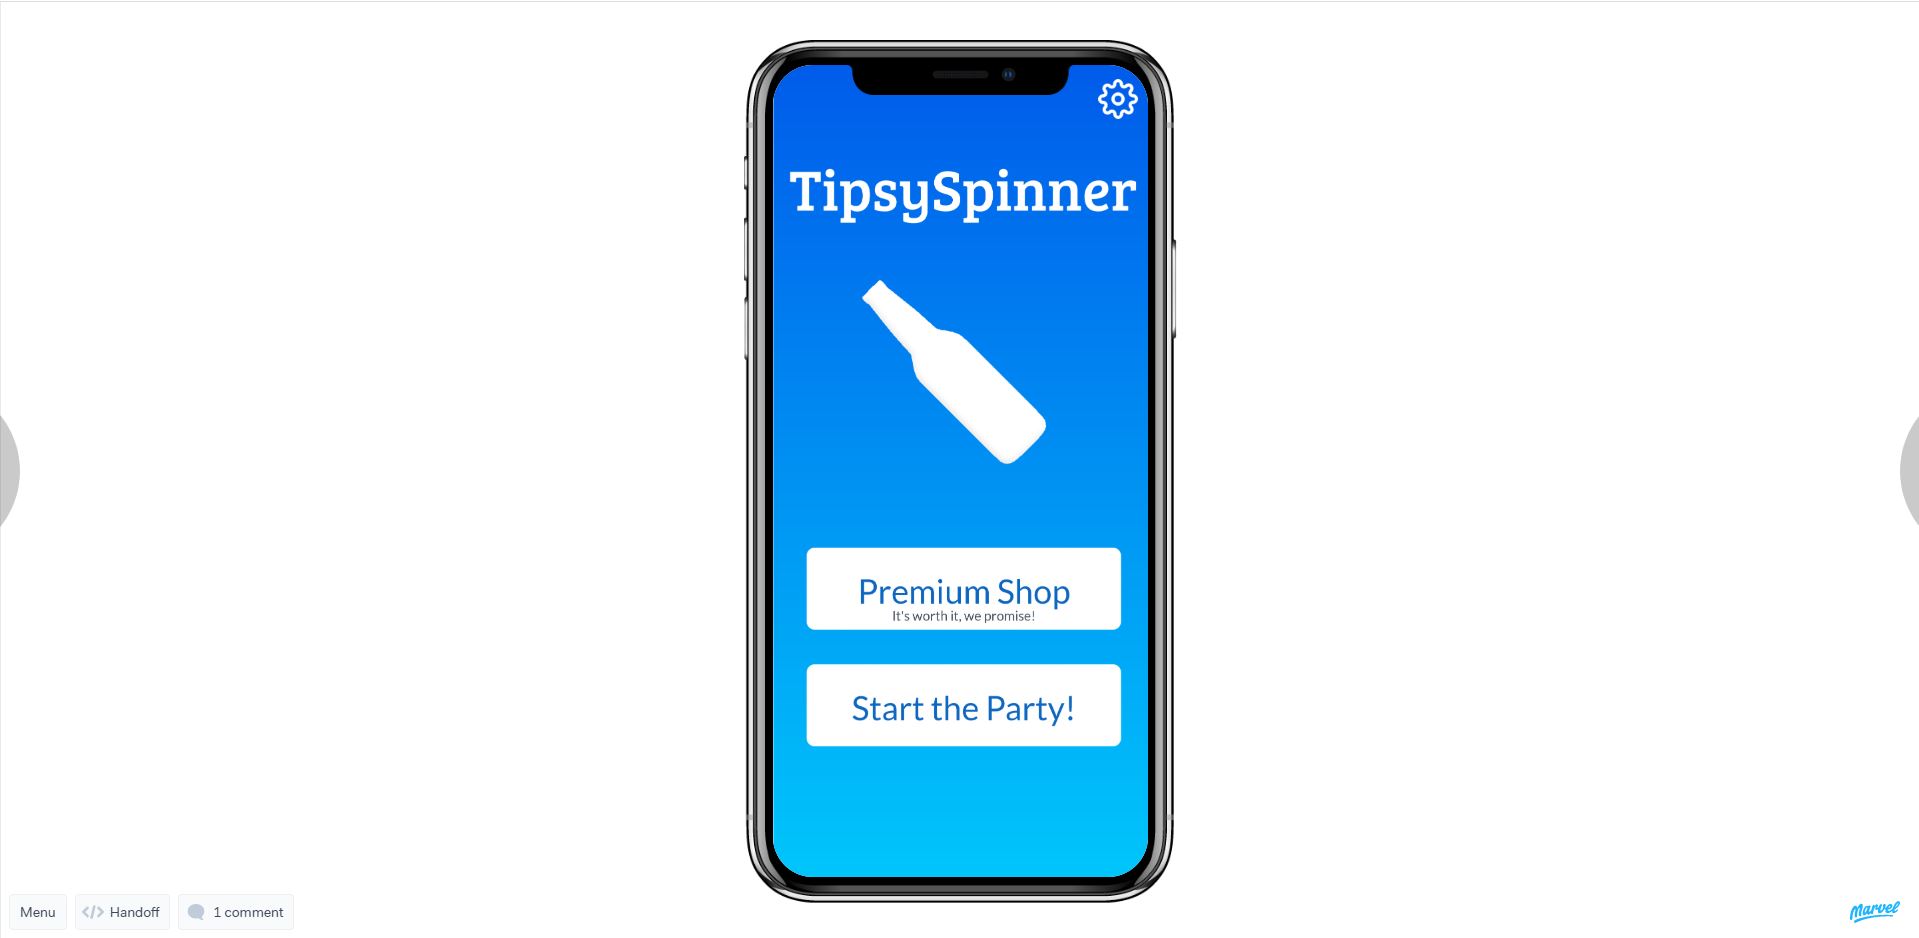 TipsySpinner
Premium Shop
It's worth it, we promise!
Start the Party!
Menu
</> Handoff
1 comment
Marvel